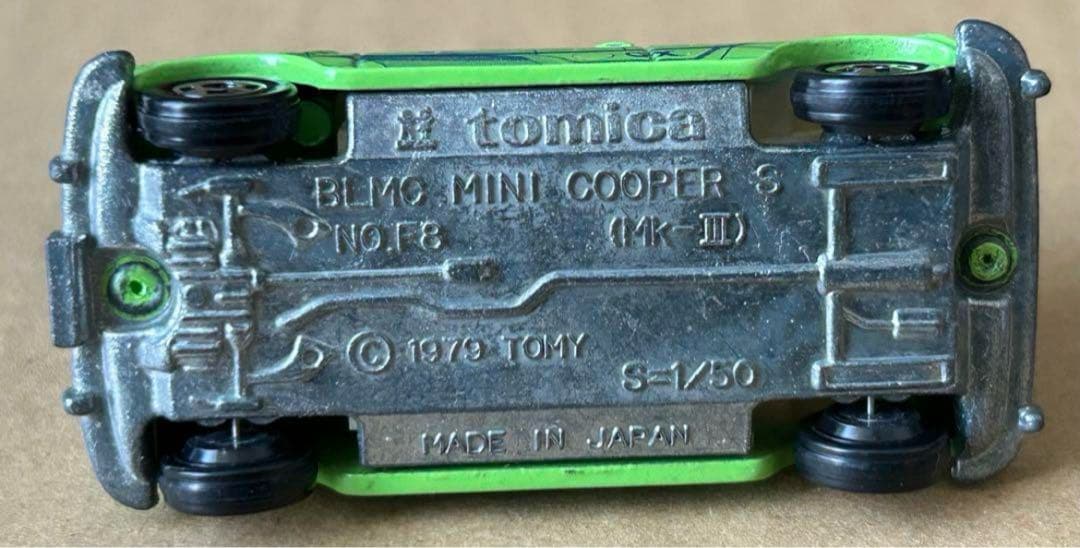 tomica
BLMC MINI COOPER S
NO.F8 (MK-III)
© 1979 TOMY
S=1/50
MADE IN JAPAN